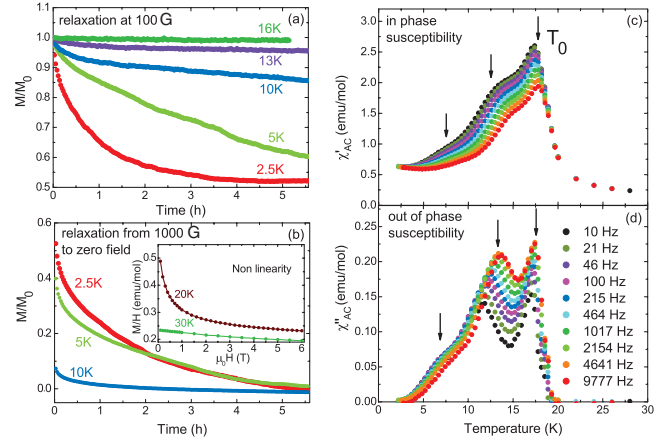 relaxation at 100 G
(a)
16K
13K
10K
5K
2.5K
M/M0
1.0
0.9
0.8
0.7
0.6
0.5
0
1
2
3
4
5
Time (h)
relaxation from 1000 G
to zero field
(b)
2.5K
5K
10K
M/M0
0.6
0.4
0.2
0.0
0
1
2
3
4
5
Time (h)
Non linearity
20K
30K
M/H (emu/mol)
0.5
0.4
0.3
0.2
0
1
2
3
4
5
6
μ0H (T)
in phase
susceptibility
(c)
T0
χ'AC (emu/mol)
3.0
2.5
2.0
1.5
1.0
0.5
0.0
out of phase
susceptibility
(d)
χ''AC (emu/mol)
0.25
0.20
0.15
0.10
0.05
0.00
0
5
10
15
20
25
30
Temperature (K)
10 Hz
21 Hz
46 Hz
100 Hz
215 Hz
464 Hz
1017 Hz
2154 Hz
4641 Hz
9777 Hz